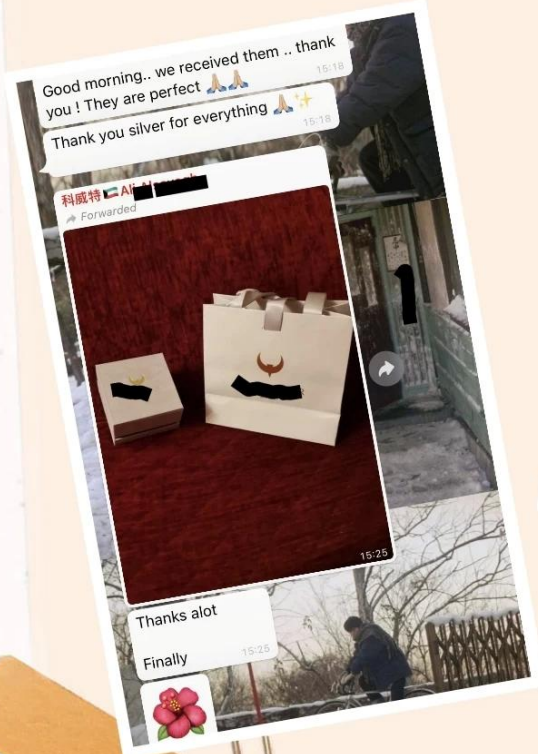 Good morning.. we received them .. thank
you ! They are perfect 🙏🏼🙏🏼
15:18
Thank you silver for everything 🙏🏼✨
15:18
科威特🇰🇼Ali
Forwarded
15:25
Thanks alot
Finally
15:25